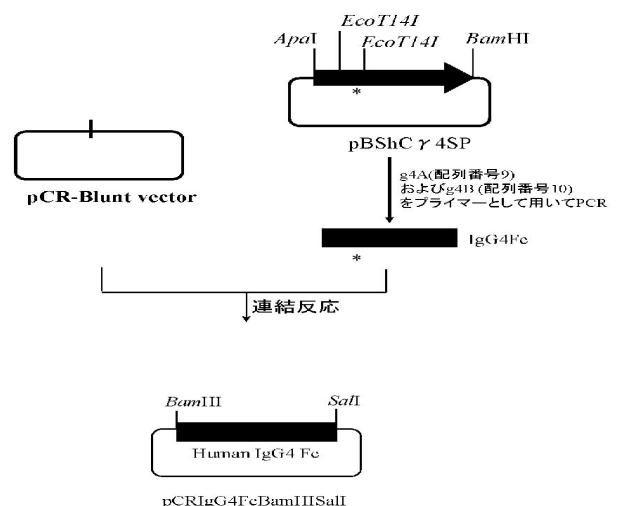 EcoT14I
ApaI
EcoT14I
BamHI
*
pBShCγ4SP
pCR-Blunt vector
g4A(配列番号9)
およびg4B(配列番号10)
をプライマーとして用いてPCR
IgG4Fc
*
連結反応
BamHI
SalI
Human IgG4 Fc
pCRIgG4FcBamHISalI